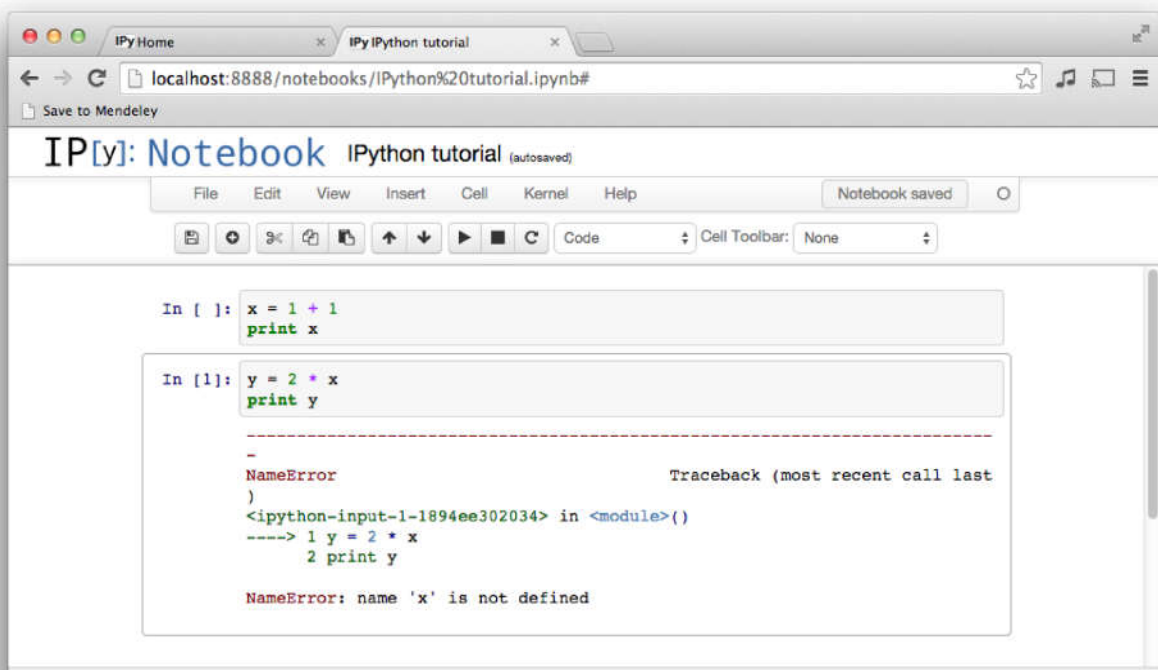 IPy Home × IPy IPython tutorial ×
localhost:8888/notebooks/IPython%20tutorial.ipynb#
Save to Mendeley
IP[y]: Notebook IPython tutorial (autosaved)
File Edit View Insert Cell Kernel Help Notebook saved
Code Cell Toolbar: None
In [ ]: x = 1 + 1
print x
In [1]: y = 2 * x
print y
---------------------------------------------------------------------------
-
NameError Traceback (most recent call last
)
<ipython-input-1-1894ee302034> in <module>()
----> 1 y = 2 * x
2 print y
NameError: name 'x' is not defined